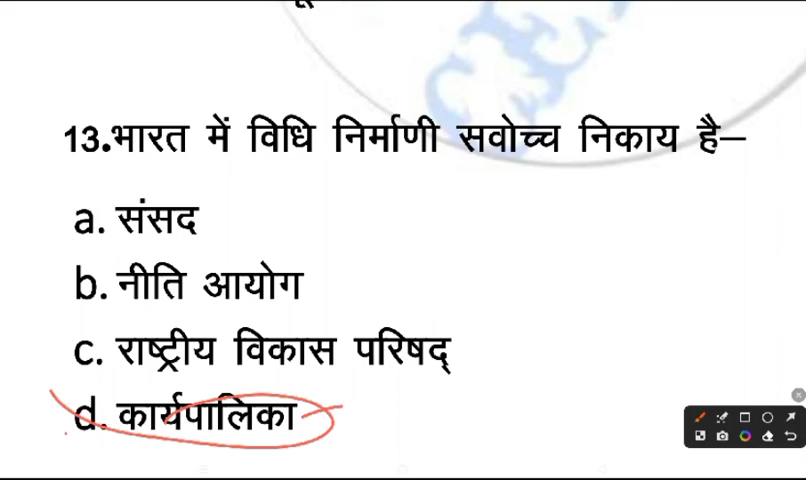 13.भारत में विधि निर्माणी सवोच्च निकाय है–
a. संसद
b. नीति आयोग
c. राष्ट्रीय विकास परिषद्
d. कार्यपालिका